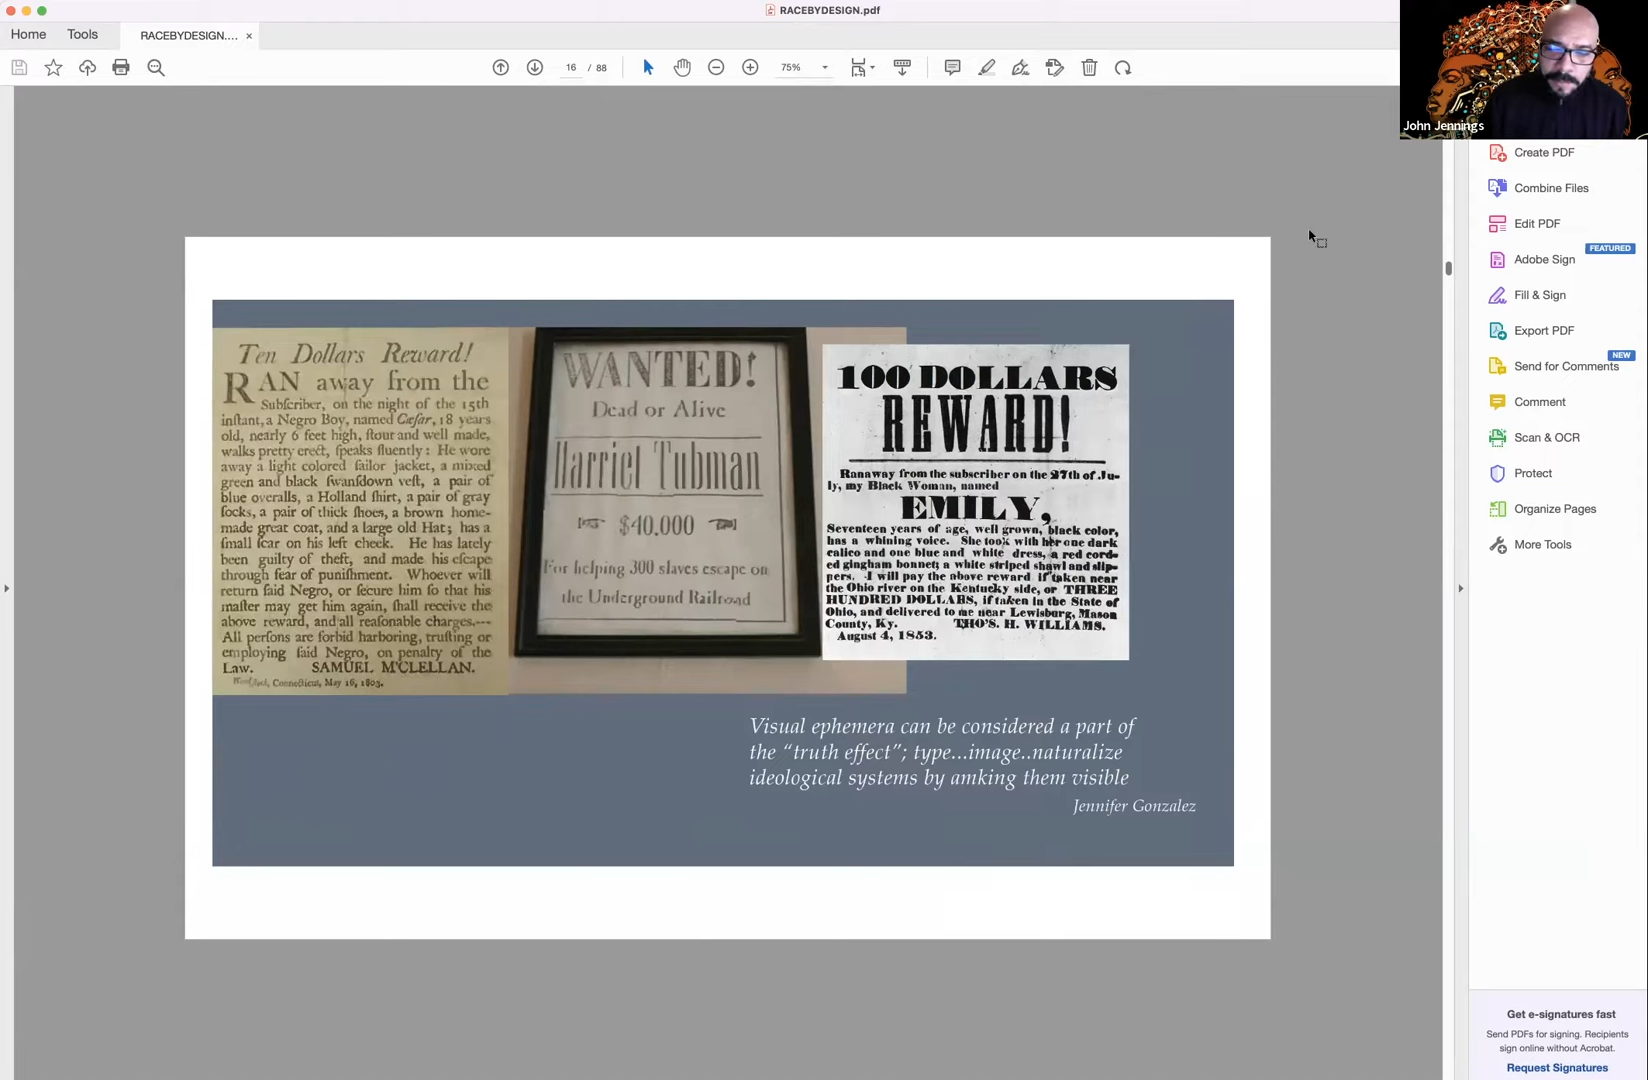 RACEBYDESIGN.pdf
Home
Tools
RACEBYDESIGN....
16 / 88
75%
John Jennings
Ten Dollars Reward!
RAN away from the
Subſcriber, on the night of the 15th
inſtant, a Negro Boy, named Cæſar, 18 years
old, nearly 6 feet high, ſtout and well made,
walks pretty erect, ſpeaks fluently: He wore
away a light colored ſailor jacket, a mixed
green and black ſwanſdown veſt, a pair of
blue overalls, a Holland ſhirt, a pair of gray
ſocks, a pair of thick ſhoes, a brown home-
made great coat, and a large old Hat; has a
ſmall ſcar on his left cheek. He has lately
been guilty of theft, and made his eſcape
through fear of puniſhment. Whoever will
return ſaid Negro, or ſecure him ſo that his
maſter may get him again, ſhall receive the
above reward, and all reaſonable charges.---
All perſons are forbid harboring, truſting or
employing ſaid Negro, on penalty of the
Law. SAMUEL M'CLELLAN.
Connecticut, May 16, 1803.
WANTED!
Dead or Alive
Harriet Tubman
$40,000
For helping 300 slaves escape on
the Underground Railroad
100 DOLLARS
REWARD!
Ranaway from the subscriber on the 27th of Ju-
ly, my Black Woman, named
EMILY,
Seventeen years of age, well grown, black color,
has a whining voice. She took with her one dark
calico and one blue and white dress, a red cord-
ed gingham bonnet; a white striped shawl and slip-
pers. I will pay the above reward if taken near
the Ohio river on the Kentucky side, or THREE
HUNDRED DOLLARS, if taken in the State of
Ohio, and delivered to me near Lewisburg, Mason
County, Ky. THO'S. H. WILLIAMS.
August 4, 1853.
Visual ephemera can be considered a part of
the “truth effect”; type...image..naturalize
ideological systems by amking them visible
Jennifer Gonzalez
Create PDF
Combine Files
Edit PDF
FEATURED
Adobe Sign
Fill & Sign
Export PDF
NEW
Send for Comments
Comment
Scan & OCR
Protect
Organize Pages
More Tools
Get e-signatures fast
Send PDFs for signing. Recipients
sign online without Acrobat.
Request Signatures